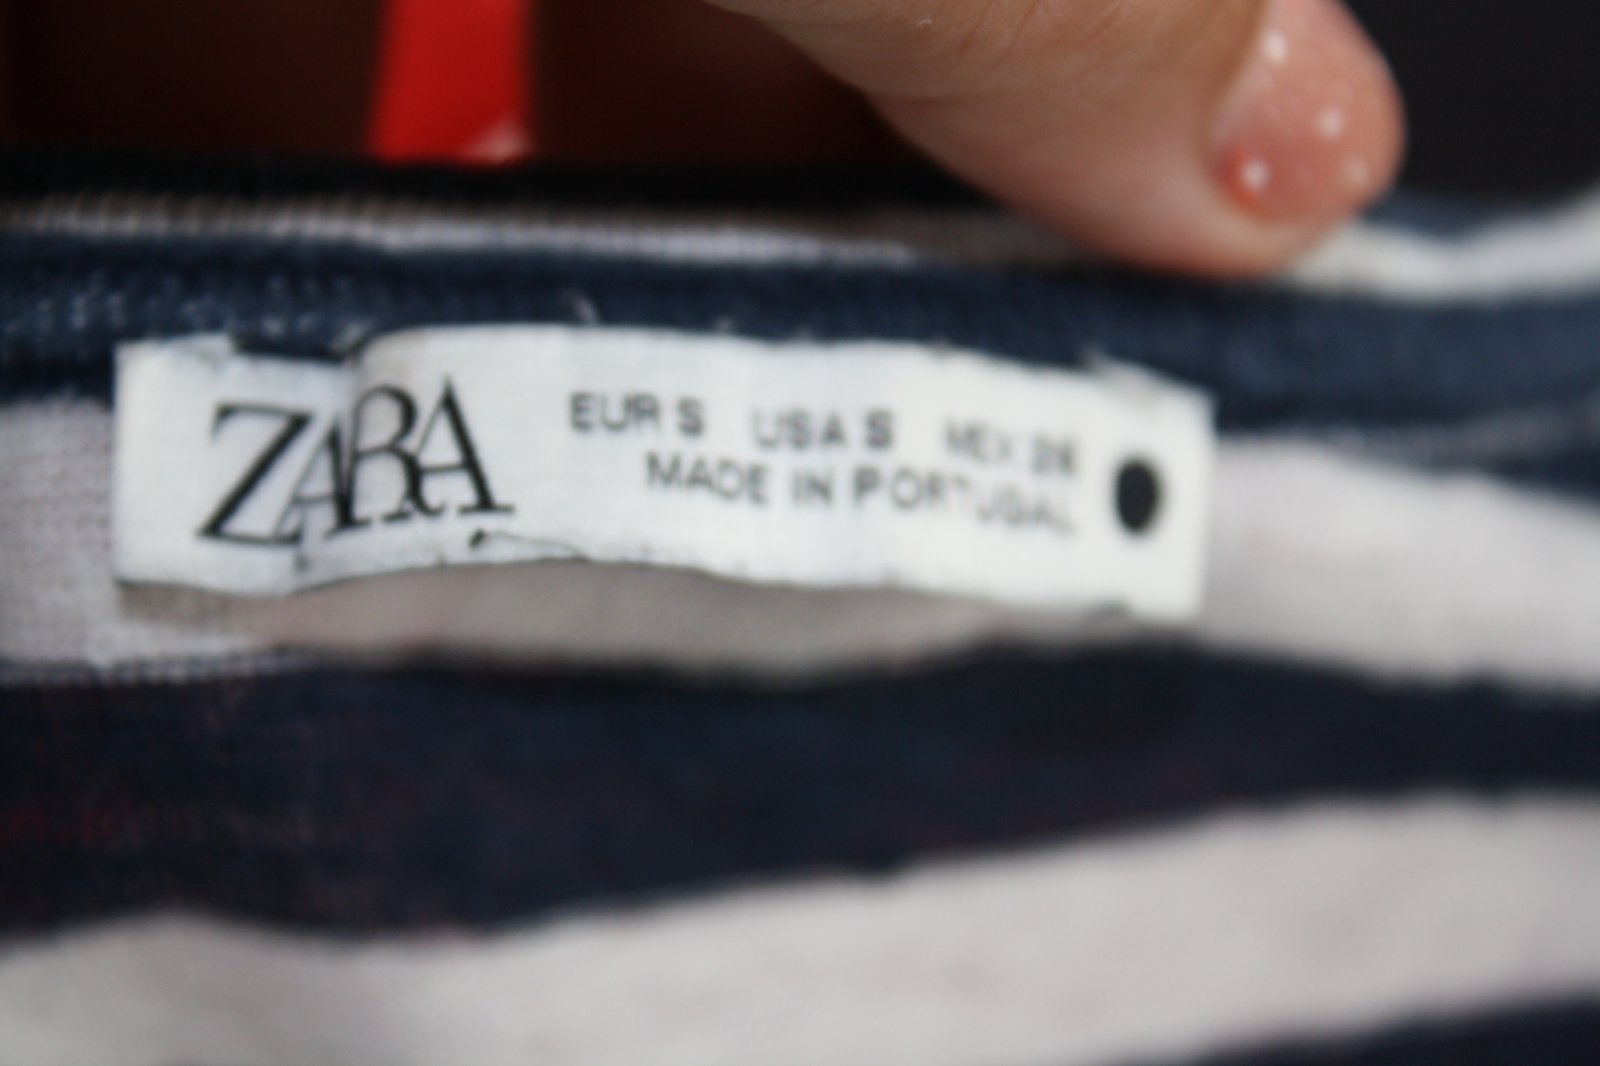 ZARA
EUR S USA S MEX 26
MADE IN PORTUGAL